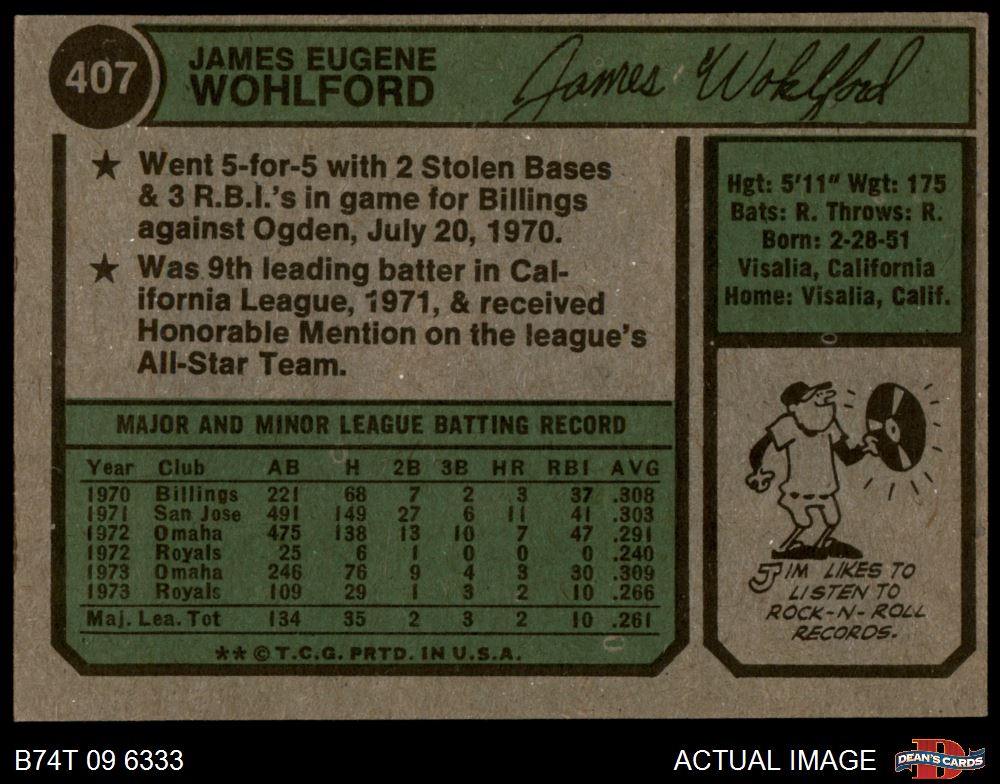 407
JAMES EUGENE
WOHLFORD
James Wohlford
★ Went 5-for-5 with 2 Stolen Bases
& 3 R.B.I.'s in game for Billings
against Ogden, July 20, 1970.
★ Was 9th leading batter in Cal-
ifornia League, 1971, & received
Honorable Mention on the league's
All-Star Team.
Hgt: 5'11" Wgt: 175
Bats: R. Throws: R.
Born: 2-28-51
Visalia, California
Home: Visalia, Calif.
MAJOR AND MINOR LEAGUE BATTING RECORD
Year Club AB H 2B 3B HR RBI AVG
1970 Billings 221 68 7 2 3 37 .308
1971 San Jose 491 149 27 6 11 41 .303
1972 Omaha 475 138 13 10 7 47 .291
1972 Royals 25 6 1 0 0 0 .240
1973 Omaha 246 76 9 4 3 30 .309
1973 Royals 109 29 1 3 2 10 .266
Maj. Lea. Tot 134 35 2 3 2 10 .261
** © T.C.G. PRTD. IN U.S.A.
JIM LIKES TO
LISTEN TO
ROCK-N-ROLL
RECORDS.
B74T 09 6333
ACTUAL IMAGE
D
DEAN'S CARDS